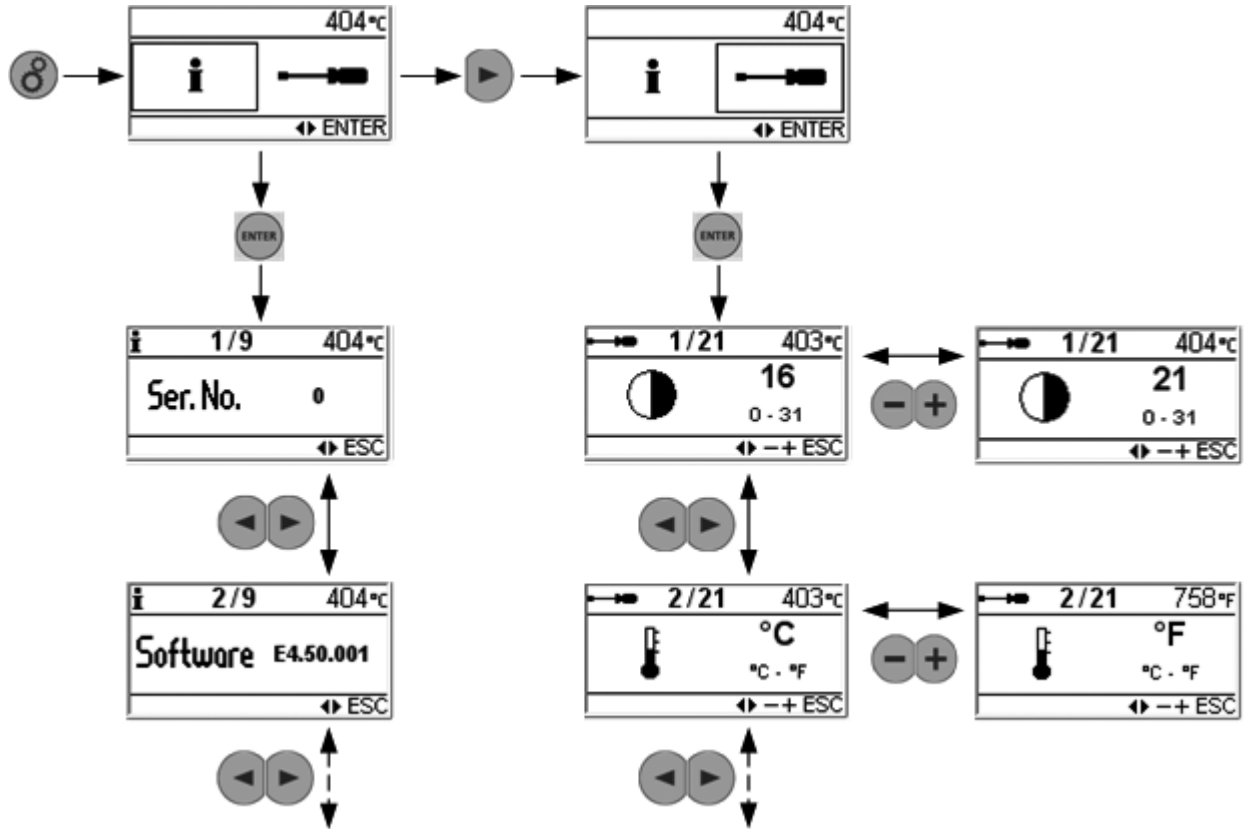 404°C
i
ENTER
404°C
i
ENTER
ENTER
ENTER
i 1/9 404°C
Ser. No. 0
ESC
1/21 403°C
16
0 - 31
−+ ESC
− +
1/21 404°C
21
0 - 31
−+ ESC
i 2/9 404°C
Software E4.50.001
ESC
2/21 403°C
°C
°C - °F
−+ ESC
− +
2/21 758°F
°F
°C - °F
−+ ESC